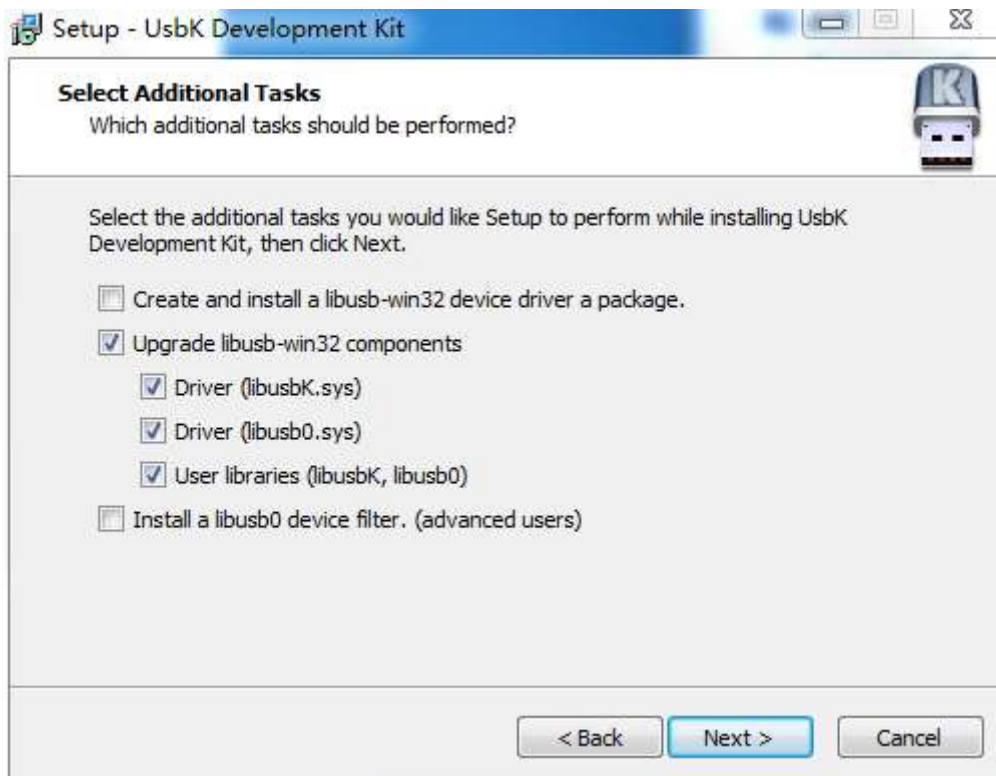 Setup - UsbK Development Kit
Select Additional Tasks
Which additional tasks should be performed?
K
Select the additional tasks you would like Setup to perform while installing UsbK
Development Kit, then click Next.
Create and install a libusb-win32 device driver a package.
Upgrade libusb-win32 components
Driver (libusbK.sys)
Driver (libusb0.sys)
User libraries (libusbK, libusb0)
Install a libusb0 device filter. (advanced users)
< Back
Next >
Cancel